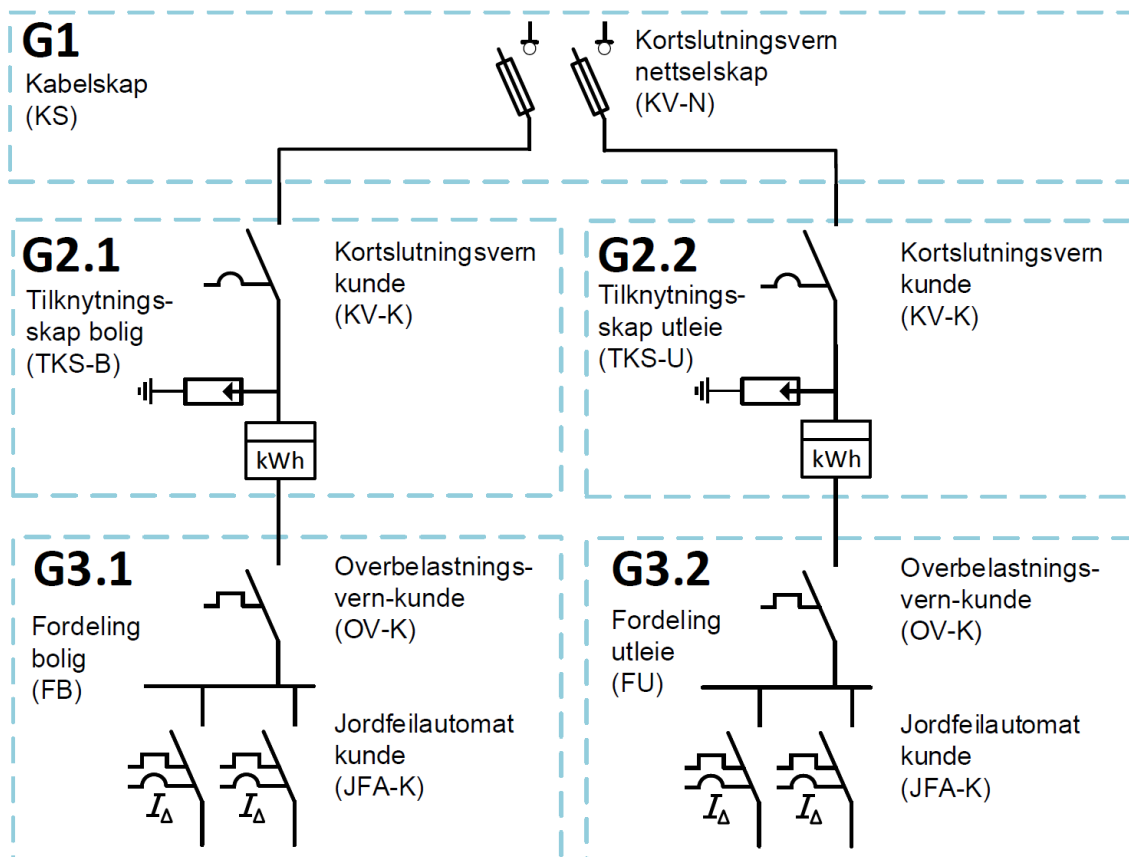 G1
Kabelskap
(KS)
Kortslutningsvern
nettselskap
(KV-N)
G2.1
Tilknytnings-
skap bolig
(TKS-B)
Kortslutningsvern
kunde
(KV-K)
kWh
G2.2
Tilknytnings-
skap utleie
(TKS-U)
Kortslutningsvern
kunde
(KV-K)
kWh
G3.1
Fordeling
bolig
(FB)
Overbelastnings-
vern-kunde
(OV-K)
Jordfeilautomat
kunde
(JFA-K)
IΔ
IΔ
G3.2
Fordeling
utleie
(FU)
Overbelastnings-
vern-kunde
(OV-K)
Jordfeilautomat
kunde
(JFA-K)
IΔ
IΔ